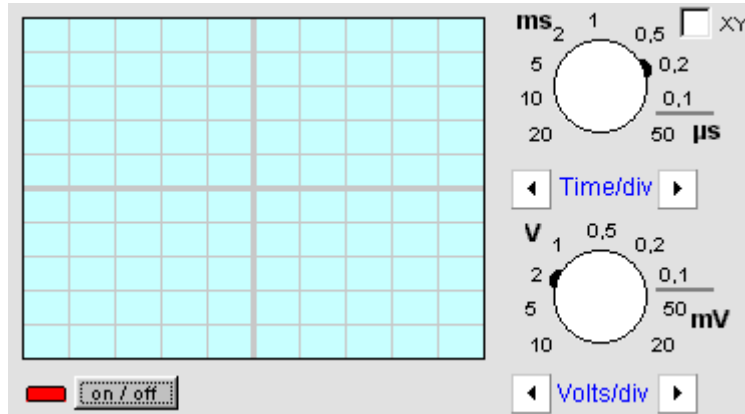 ms 2 1 0,5 XY
5 0,2
10 0,1
20 50 µs
Time/div
V 1 0,5 0,2
2 0,1
5 50 mV
10 20
on / off Volts/div